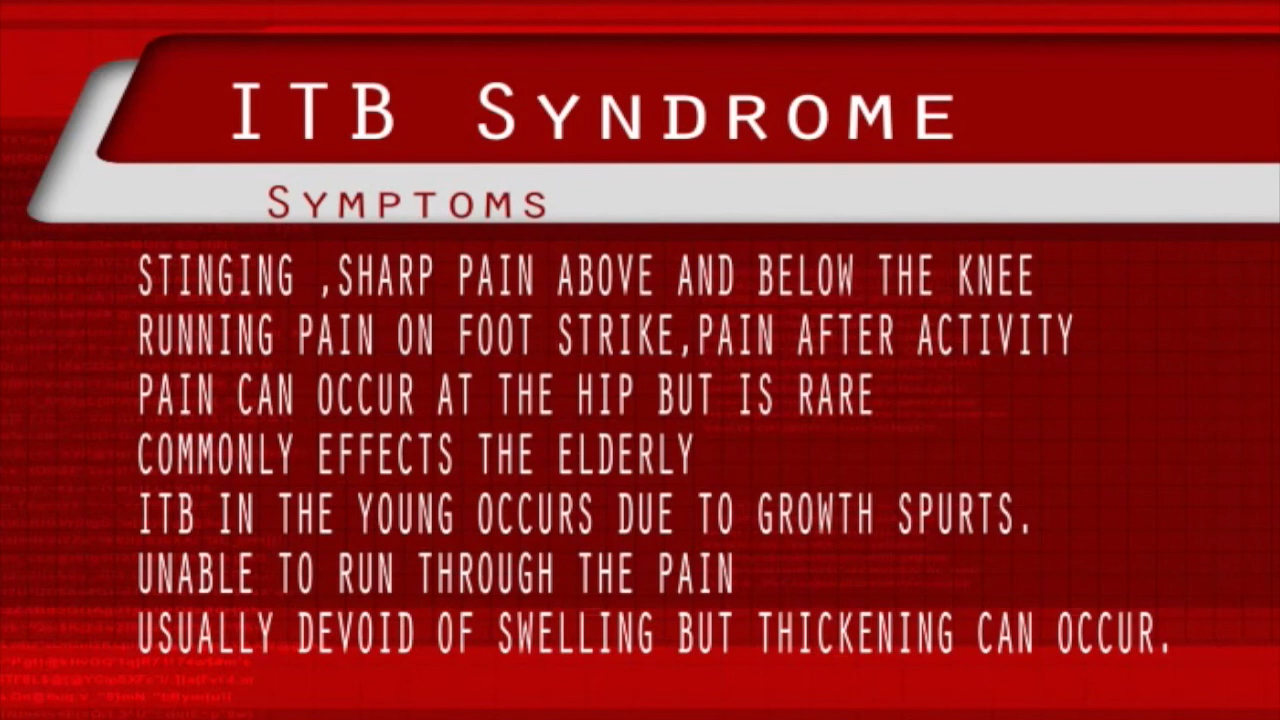 ITB SYNDROME
SYMPTOMS
STINGING ,SHARP PAIN ABOVE AND BELOW THE KNEE
RUNNING PAIN ON FOOT STRIKE,PAIN AFTER ACTIVITY
PAIN CAN OCCUR AT THE HIP BUT IS RARE
COMMONLY EFFECTS THE ELDERLY
ITB IN THE YOUNG OCCURS DUE TO GROWTH SPURTS.
UNABLE TO RUN THROUGH THE PAIN
USUALLY DEVOID OF SWELLING BUT THICKENING CAN OCCUR.